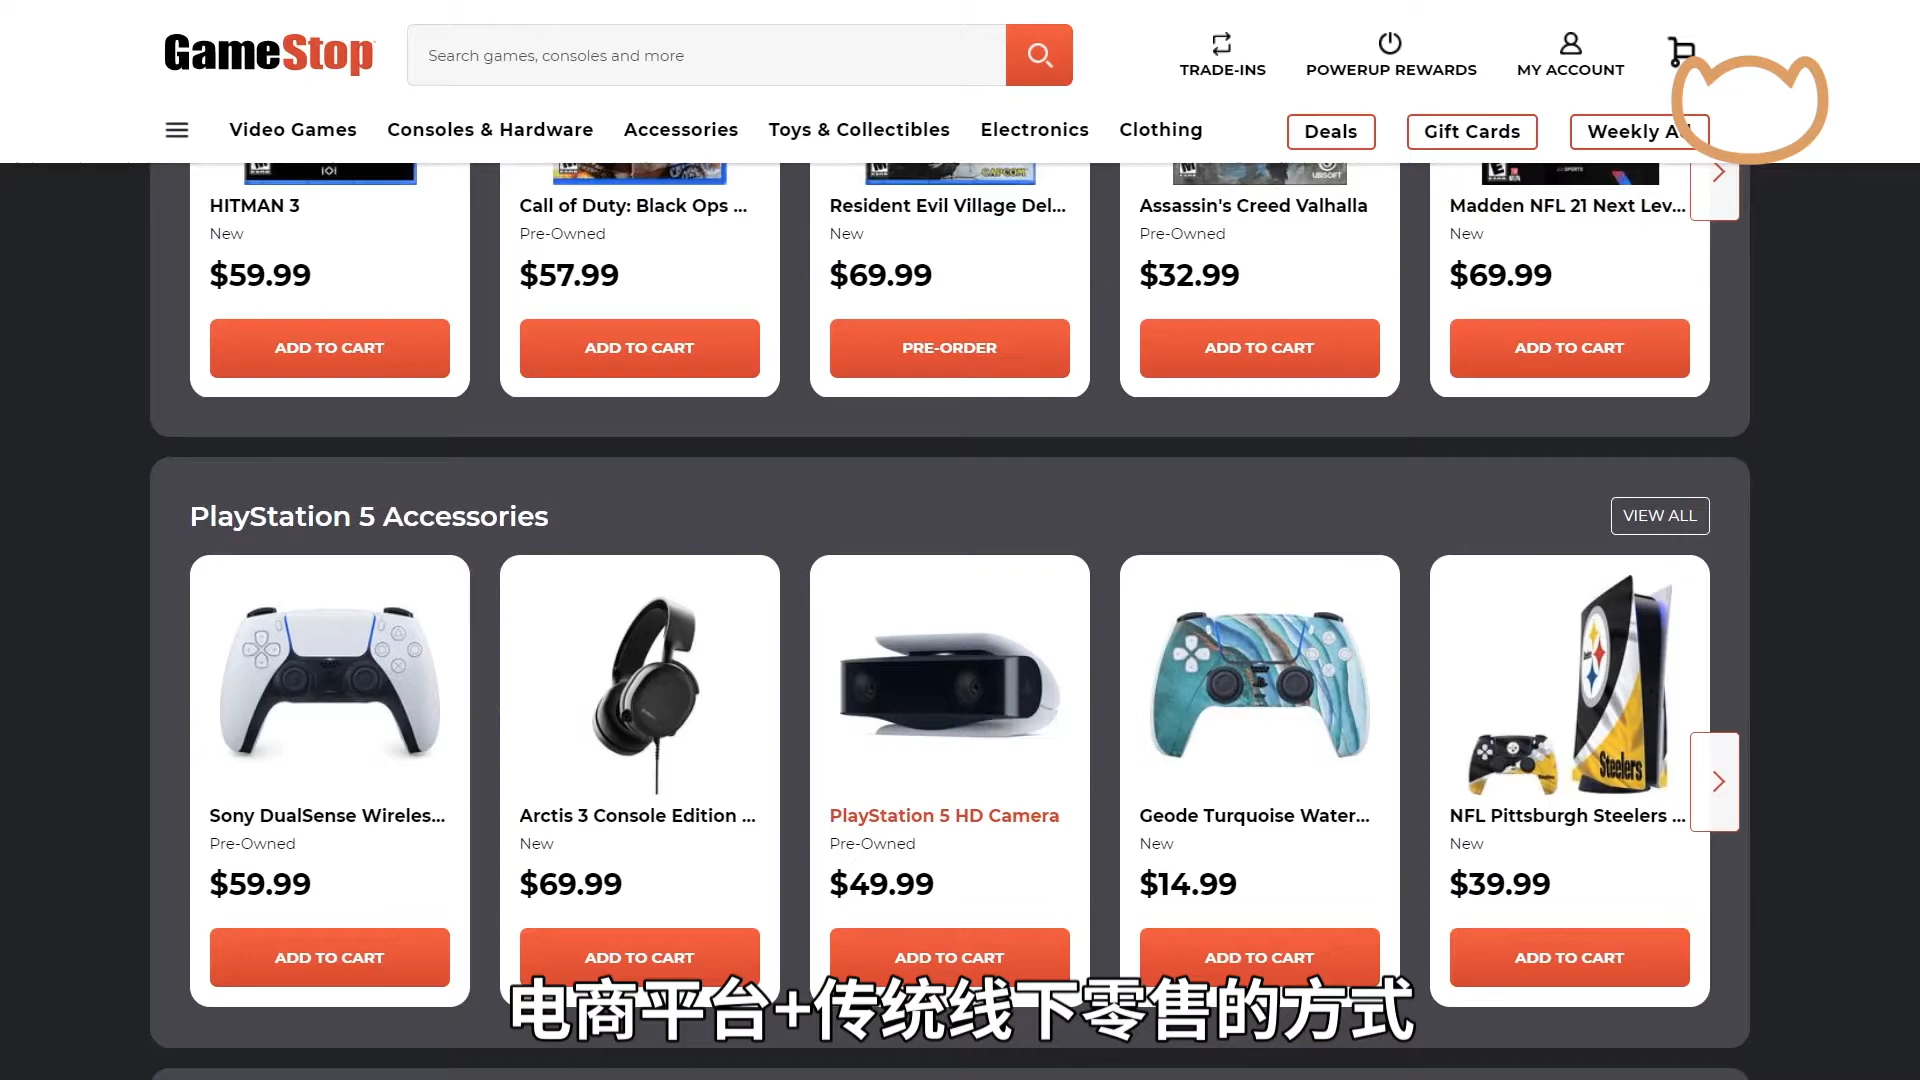 GameStop
Search games, consoles and more
TRADE-INS
POWERUP REWARDS
MY ACCOUNT
Video Games
Consoles & Hardware
Accessories
Toys & Collectibles
Electronics
Clothing
Deals
Gift Cards
Weekly
CAPCOM
UBISOFT
HITMAN 3
Call of Duty: Black Ops ...
Resident Evil Village Del...
Assassin's Creed Valhalla
Madden NFL 21 Next Lev...
New
Pre-Owned
New
Pre-Owned
New
$59.99
$57.99
$69.99
$32.99
$69.99
ADD TO CART
ADD TO CART
PRE-ORDER
ADD TO CART
ADD TO CART
PlayStation 5 Accessories
VIEW ALL
Steelers
Steelers
Sony DualSense Wireles...
Arctis 3 Console Edition ...
PlayStation 5 HD Camera
Geode Turquoise Water...
NFL Pittsburgh Steelers ...
Pre-Owned
New
Pre-Owned
New
New
$59.99
$69.99
$49.99
$14.99
$39.99
ADD TO CART
ADD TO CART
ADD TO CART
ADD TO CART
ADD TO CART
电商平台+传统线下零售的方式